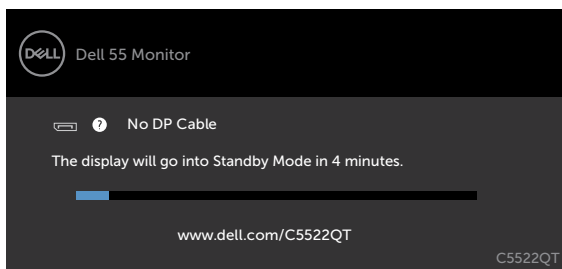 DELL
Dell 55 Monitor
? No DP Cable
The display will go into Standby Mode in 4 minutes.
www.dell.com/C5522QT
C5522QT